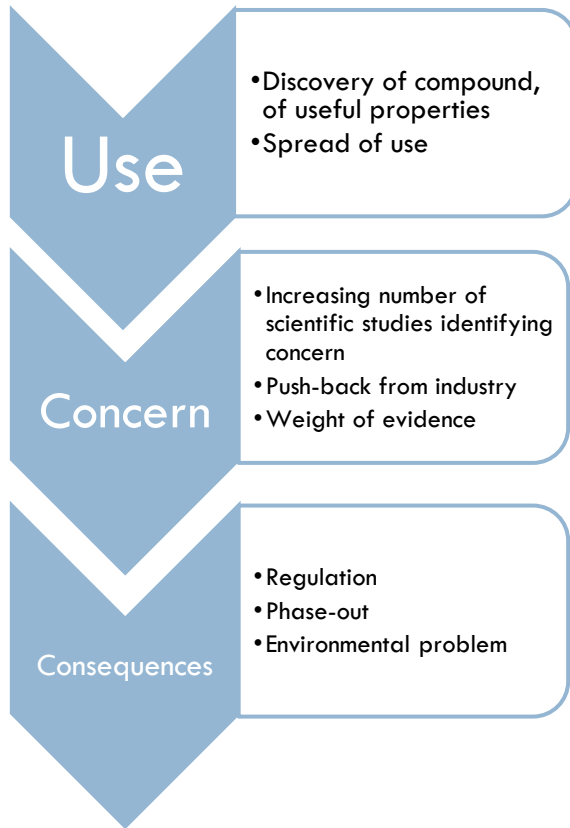 Use
•Discovery of compound,
of useful properties
•Spread of use
Concern
•Increasing number of
scientific studies identifying
concern
•Push-back from industry
•Weight of evidence
Consequences
•Regulation
•Phase-out
•Environmental problem